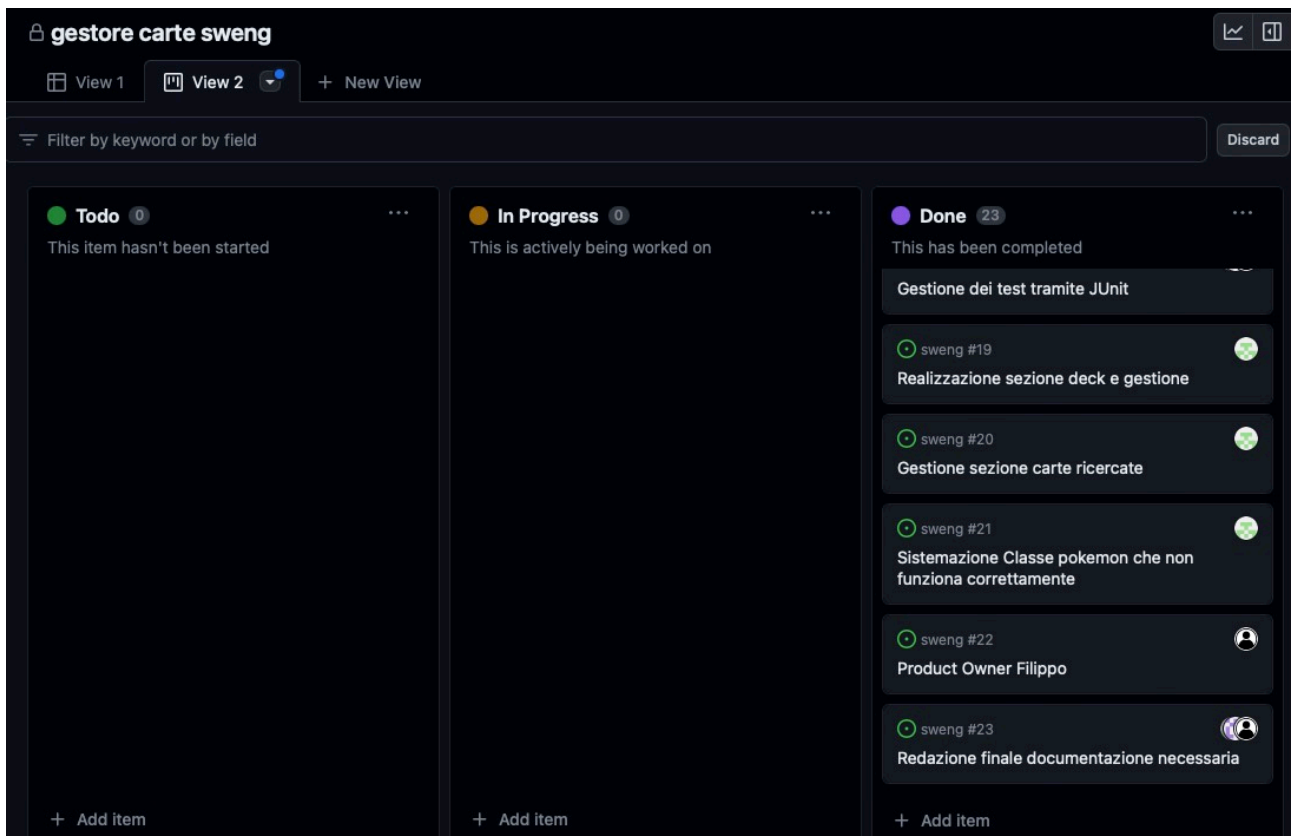 gestore carte sweng
View 1
View 2
+ New View
Filter by keyword or by field
Discard
Todo 0
This item hasn't been started
+ Add item
In Progress 0
This is actively being worked on
+ Add item
Done 23
This has been completed
Gestione dei test tramite JUnit
sweng #19
Realizzazione sezione deck e gestione
sweng #20
Gestione sezione carte ricercate
sweng #21
Sistemazione Classe pokemon che non
funziona correttamente
sweng #22
Product Owner Filippo
sweng #23
Redazione finale documentazione necessaria
+ Add item